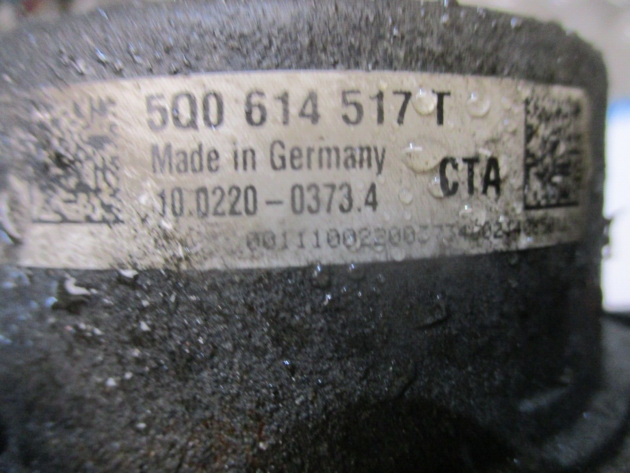 5Q0 614 517 T
Made in Germany
CTA
10.0220-0373.4